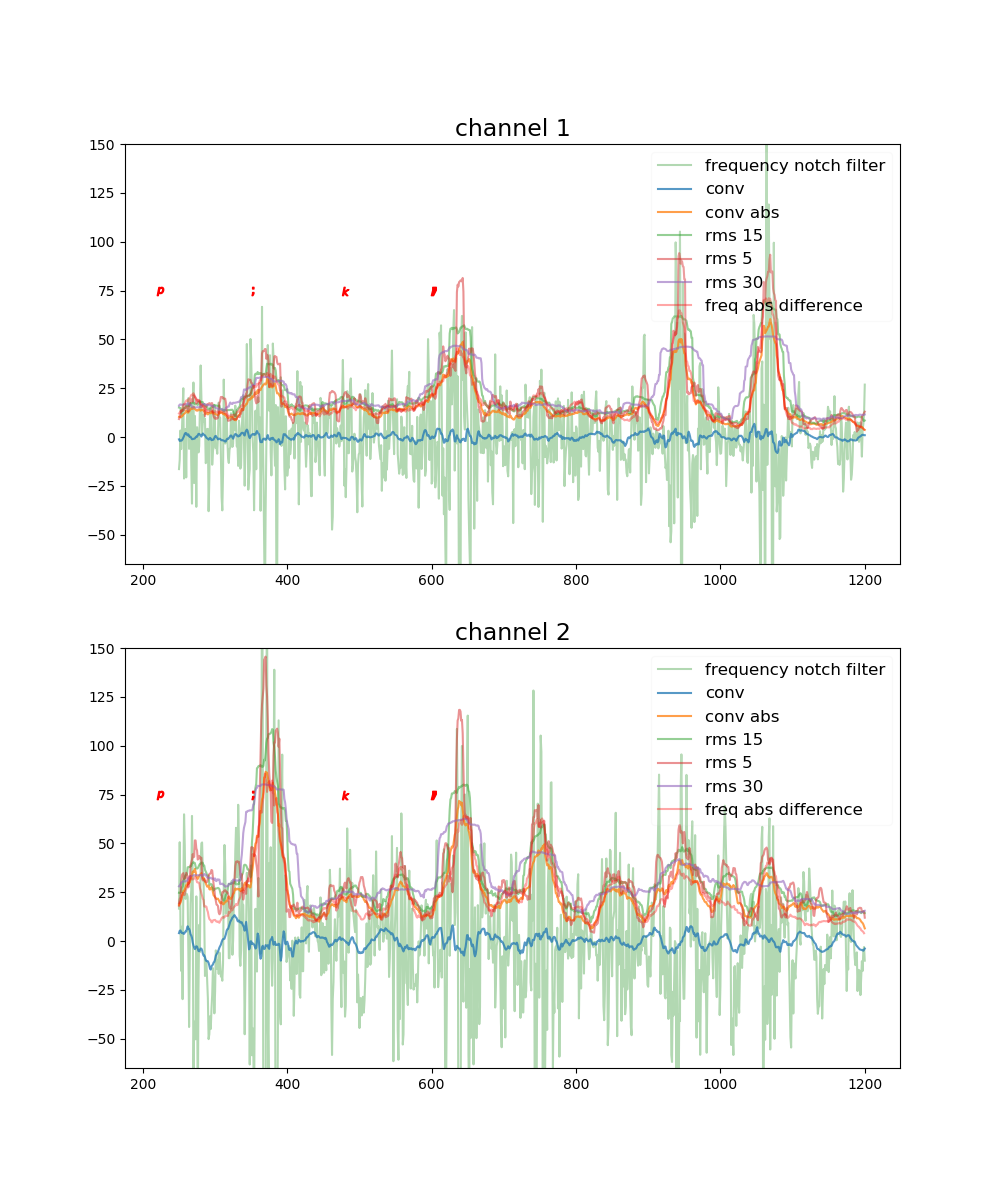 channel 1
150
125
100
75
50
25
0
−25
−50
frequency notch filter
conv
conv abs
rms 15
rms 5
rms 30
freq abs difference
p ; k
200 400 600 800 1000 1200
channel 2
150
125
100
75
50
25
0
−25
−50
frequency notch filter
conv
conv abs
rms 15
rms 5
rms 30
freq abs difference
p ; k
200 400 600 800 1000 1200